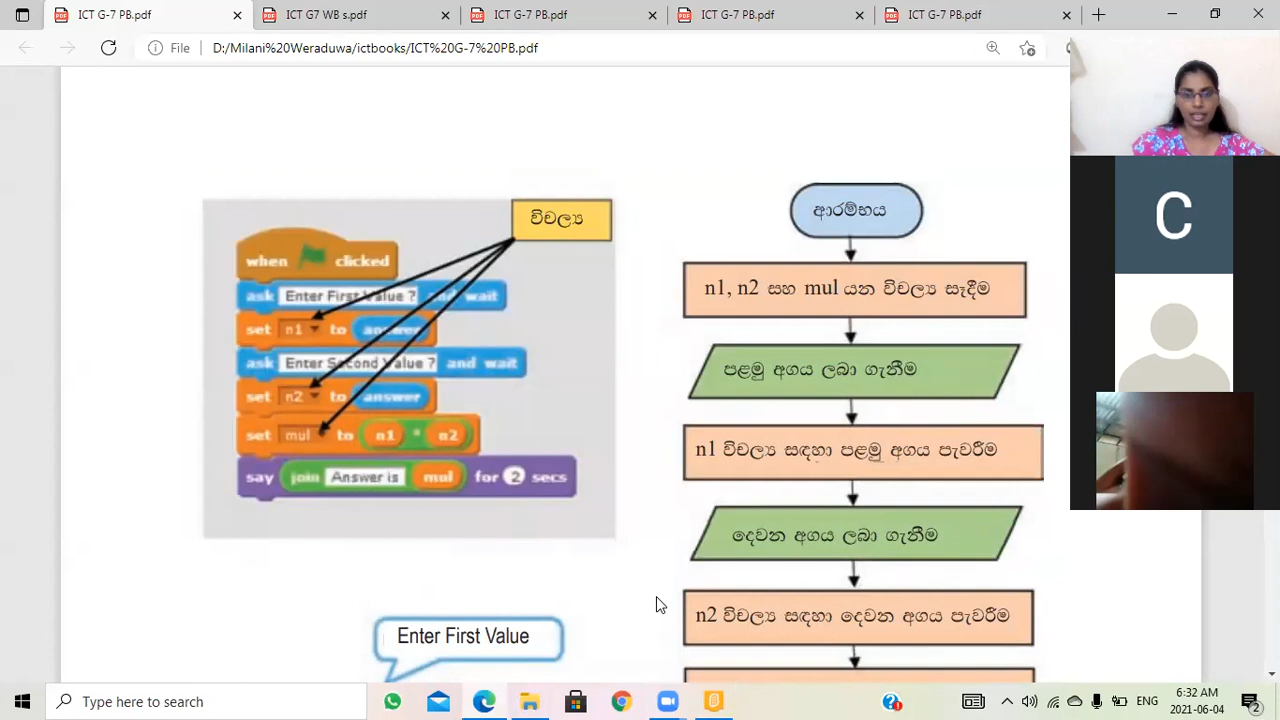 ICT G-7 PB.pdf
ICT G7 WB s.pdf
ICT G-7 PB.pdf
ICT G-7 PB.pdf
ICT G-7 PB.pdf
File
D:/Milani%20Weraduwa/ictbooks/ICT%20G-7%20PB.pdf
විචල්‍ය
when clicked
ask Enter First Value ? and wait
set n1 to answer
ask Enter Second Value ? and wait
set n2 to answer
set mul to n1 * n2
say join Answer is mul for 2 secs
Enter First Value
ආරම්භය
n1, n2 සහ mul යන විචල්‍ය සෑදීම
පළමු අගය ලබා ගැනීම
n1 විචල්‍ය සඳහා පළමු අගය පැවරීම
දෙවන අගය ලබා ගැනීම
n2 විචල්‍ය සඳහා දෙවන අගය පැවරීම
C
Type here to search
ENG
6:32 AM
2021-06-04
2